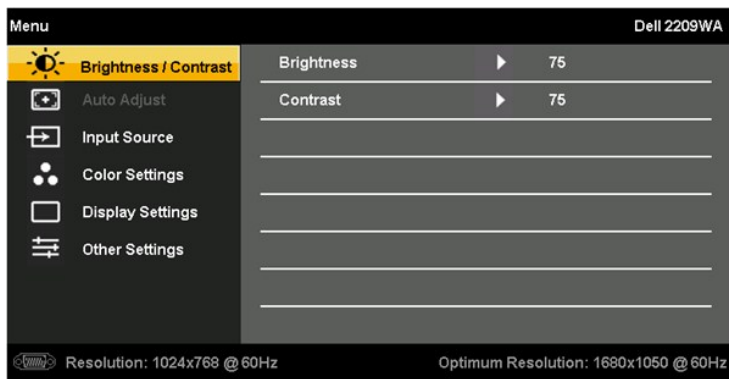 Menu Dell 2209WA
Brightness / Contrast Brightness 75
Auto Adjust Contrast 75
Input Source
Color Settings
Display Settings
Other Settings
Resolution: 1024x768 @ 60Hz Optimum Resolution: 1680x1050 @ 60Hz